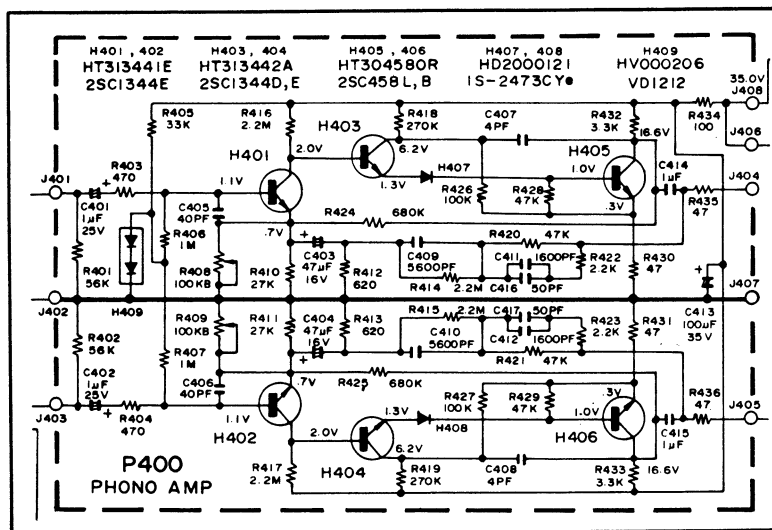 H401, 402
HT313441E
2SC1344E
H403, 404
HT313442A
2SC1344D, E
H405, 406
HT304580R
2SC458L, B
H407, 408
HD2000121
1S-2473CY●
H409
HV000206
VD1212
35.0V
J408
R405
33K
R416
2.2M
R418
270K
C407
4PF
R432
3.3K
R434
100
J406
H403
6.2V
16.6V
2.0V
H401
H407
H405
J401
R403
470
1.1V
1.3V
1.0V
C414
1μF
J404
C401
1μF
25V
C405
40PF
R424
680K
R426
100K
R428
47K
.3V
R435
47
R406
1M
.7V
R420
47K
R401
56K
R408
100KB
R410
27K
C403
47μF
16V
R412
620
C409
5600PF
C411
1600PF
R422
2.2K
R430
47
R414
2.2M
C416
50PF
J402
H409
J407
R402
56K
R409
100KB
R411
27K
C404
47μF
16V
R413
620
R415
2.2M
C417
50PF
R423
2.2K
R431
47
C413
100μF
35V
C410
5600PF
C412
1600PF
R407
1M
R421
47K
C402
1μF
25V
C406
40PF
.7V
R425
680K
R427
100K
R429
47K
.3V
R436
47
J403
R404
470
1.1V
1.3V
H408
1.0V
J405
H402
2.0V
H406
C415
1μF
6.2V
P400
PHONO AMP
R417
2.2M
H404
R419
270K
C408
4PF
R433
3.3K
16.6V